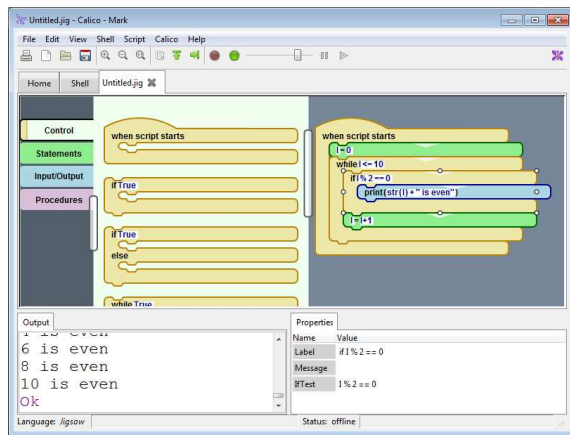 Untitled.jig - Calico - Mark
File Edit View Shell Script Calico Help
Home Shell Untitled.jig
Control
Statements
Input/Output
Procedures
when script starts
if True
if True
else
while True
when script starts
I = 0
while I <= 10
if I % 2 == 0
print(str(I) + " is even")
I = I+1
Output
4 is even
6 is even
8 is even
10 is even
Ok
Properties
Name Value
Label if I % 2 == 0
Message
IfTest I % 2 == 0
Language: Jigsaw
Status: offline